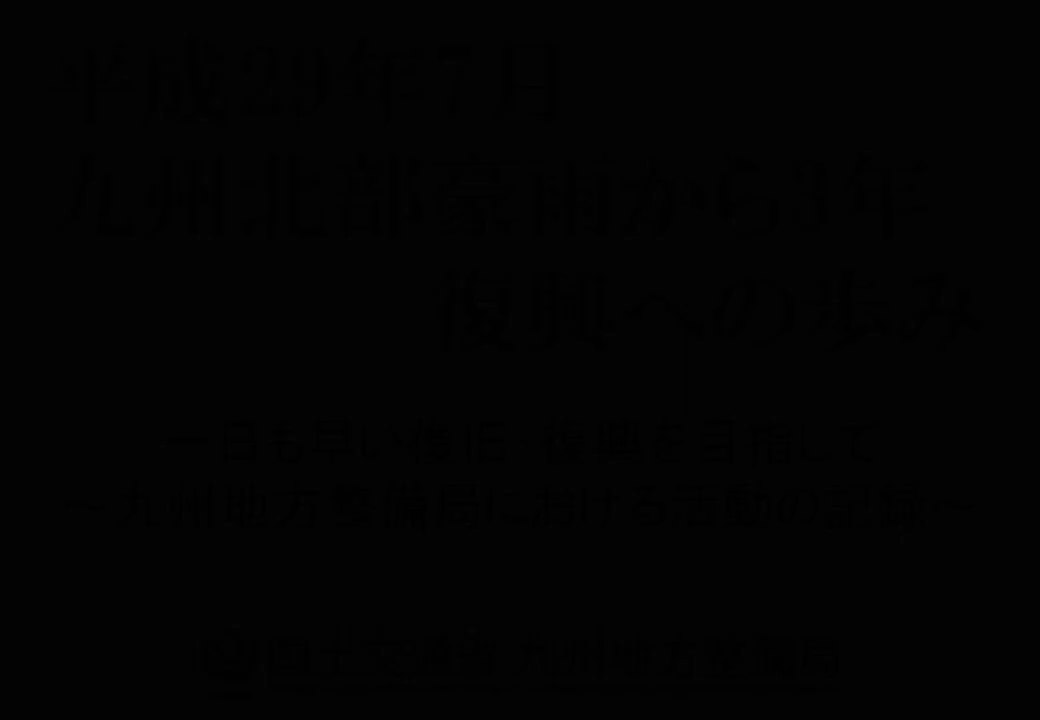 平成29年7月
九州北部豪雨から3年
復興への歩み
一日も早い復旧・復興を目指して
～九州地方整備局における活動の記録～
国土交通省 九州地方整備局